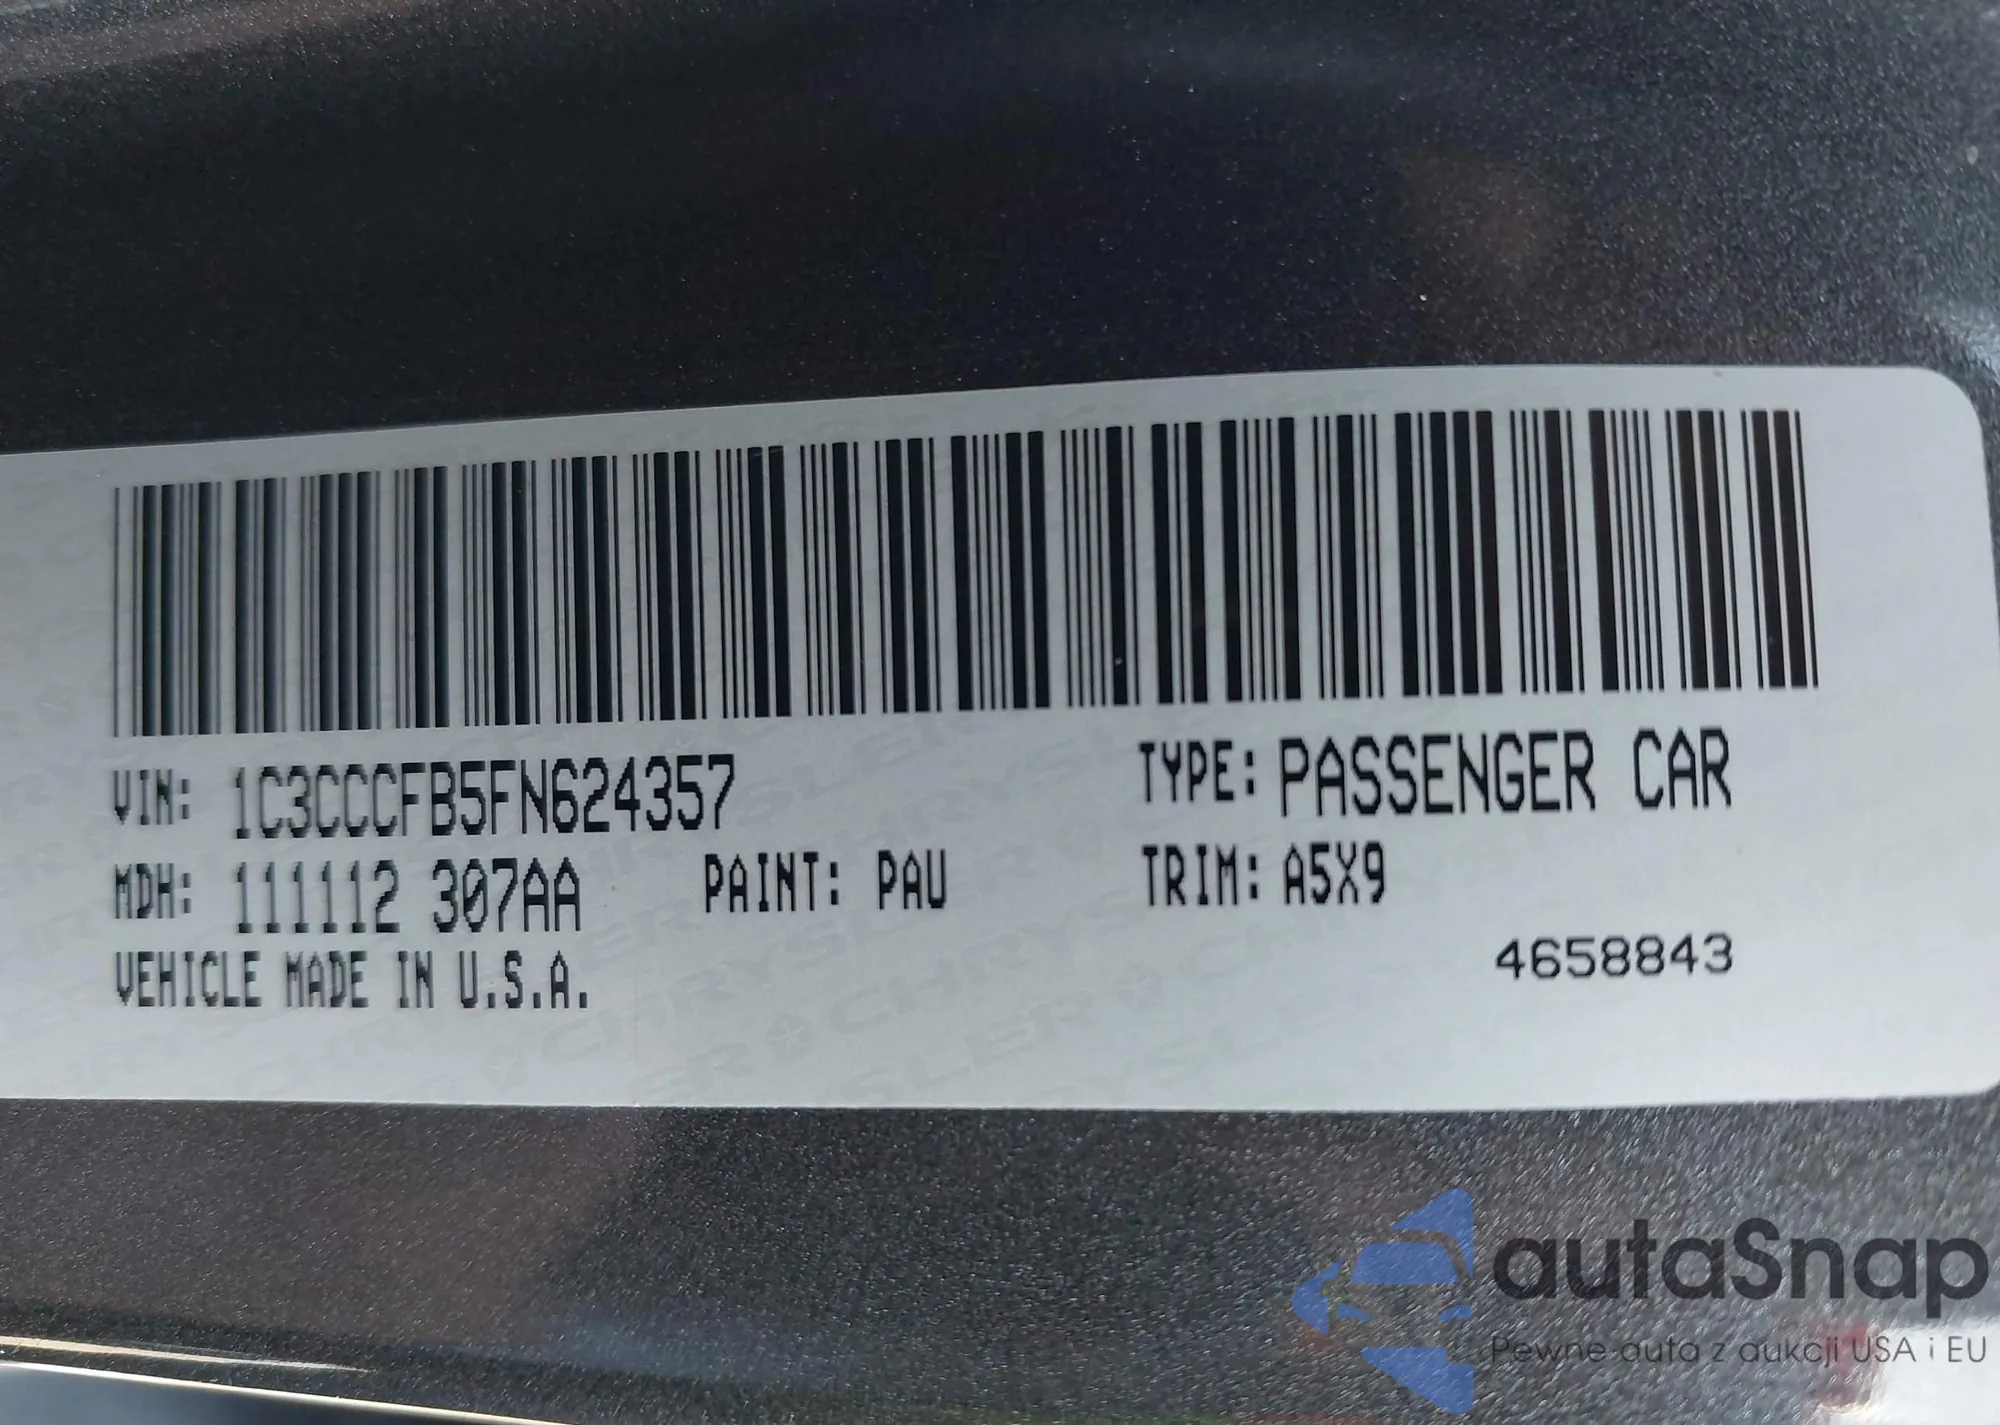 VIN: 1C3CCCFB5FN624357 TYPE: PASSENGER CAR
MDH: 111112 307AA PAINT: PAU TRIM: A5X9
VEHICLE MADE IN U.S.A. 4658843
autaSnap
Pewne auta z aukcji USA i EU